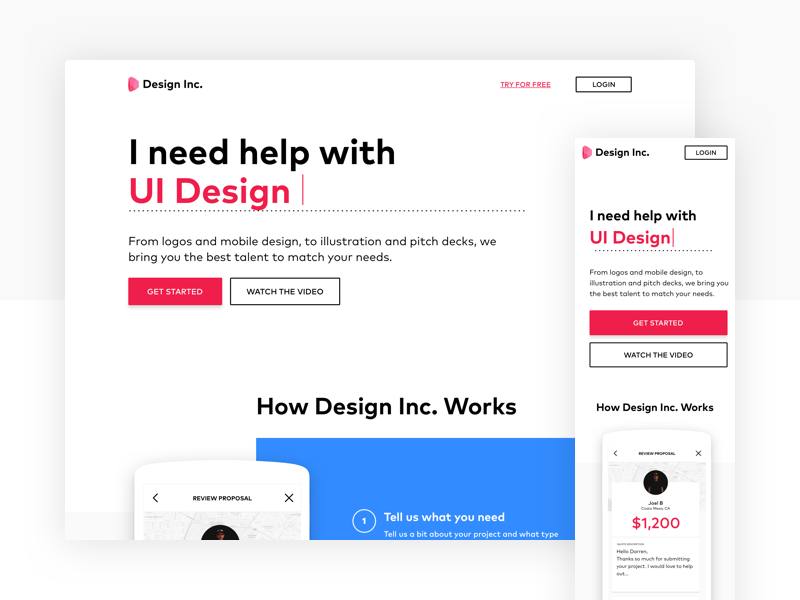 Design Inc.
TRY FOR FREE
LOGIN
I need help with
UI Design
From logos and mobile design, to illustration and pitch decks, we
bring you the best talent to match your needs.
GET STARTED
WATCH THE VIDEO
How Design Inc. Works
REVIEW PROPOSAL
1
Tell us what you need
Tell us a bit about your project and what type
Design Inc.
LOGIN
I need help with
UI Design
From logos and mobile design, to
illustration and pitch decks, we bring you
the best talent to match your needs.
GET STARTED
WATCH THE VIDEO
How Design Inc. Works
REVIEW PROPOSAL
Joel B
Costa Mesa, CA
$1,200
Hello Darren,
Thanks so much for submitting
your project. I would love to help
out...